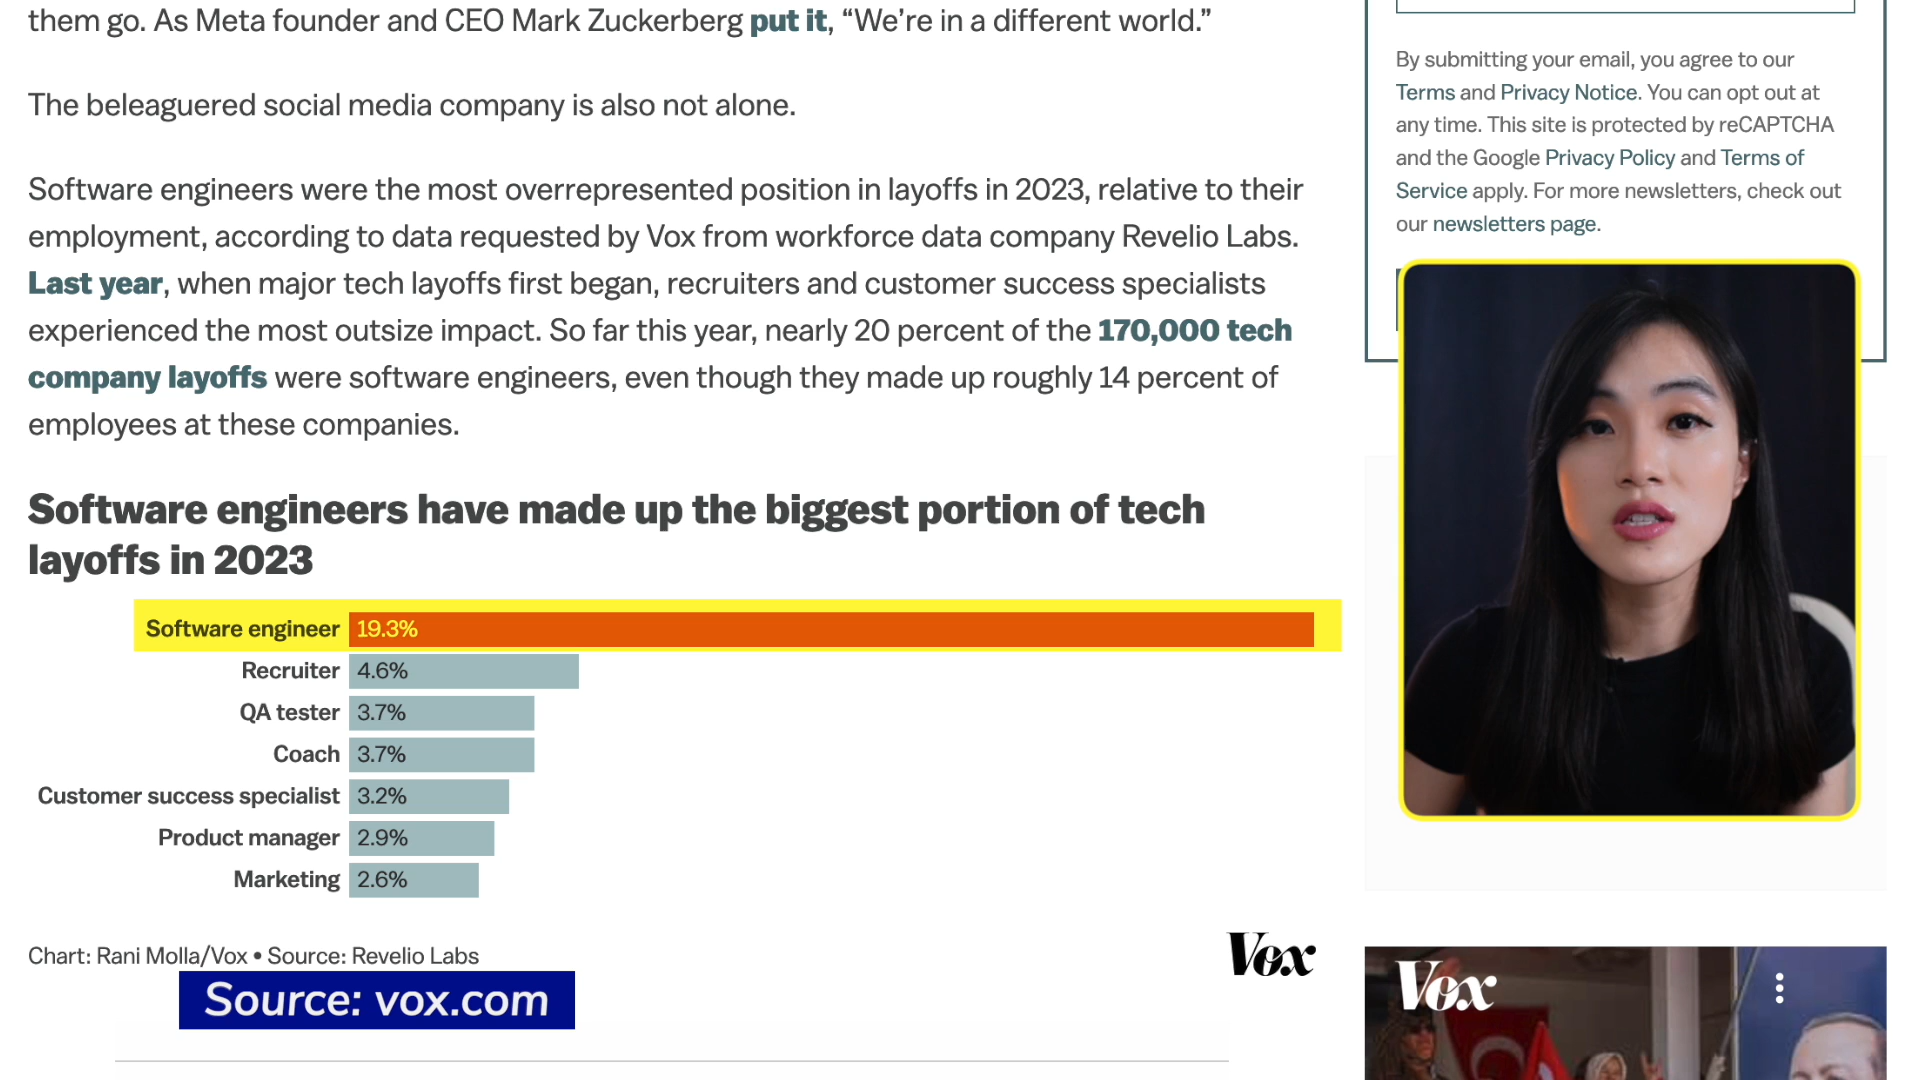 them go. As Meta founder and CEO Mark Zuckerberg put it, “We’re in a different world.”
The beleaguered social media company is also not alone.
Software engineers were the most overrepresented position in layoffs in 2023, relative to their
employment, according to data requested by Vox from workforce data company Revelio Labs.
Last year, when major tech layoffs first began, recruiters and customer success specialists
experienced the most outsize impact. So far this year, nearly 20 percent of the 170,000 tech
company layoffs were software engineers, even though they made up roughly 14 percent of
employees at these companies.
Software engineers have made up the biggest portion of tech
layoffs in 2023
Software engineer 19.3%
Recruiter 4.6%
QA tester 3.7%
Coach 3.7%
Customer success specialist 3.2%
Product manager 2.9%
Marketing 2.6%
Chart: Rani Molla/Vox • Source: Revelio Labs
Vox
Source: vox.com
By submitting your email, you agree to our
Terms and Privacy Notice. You can opt out at
any time. This site is protected by reCAPTCHA
and the Google Privacy Policy and Terms of
Service apply. For more newsletters, check out
our newsletters page.
Vox